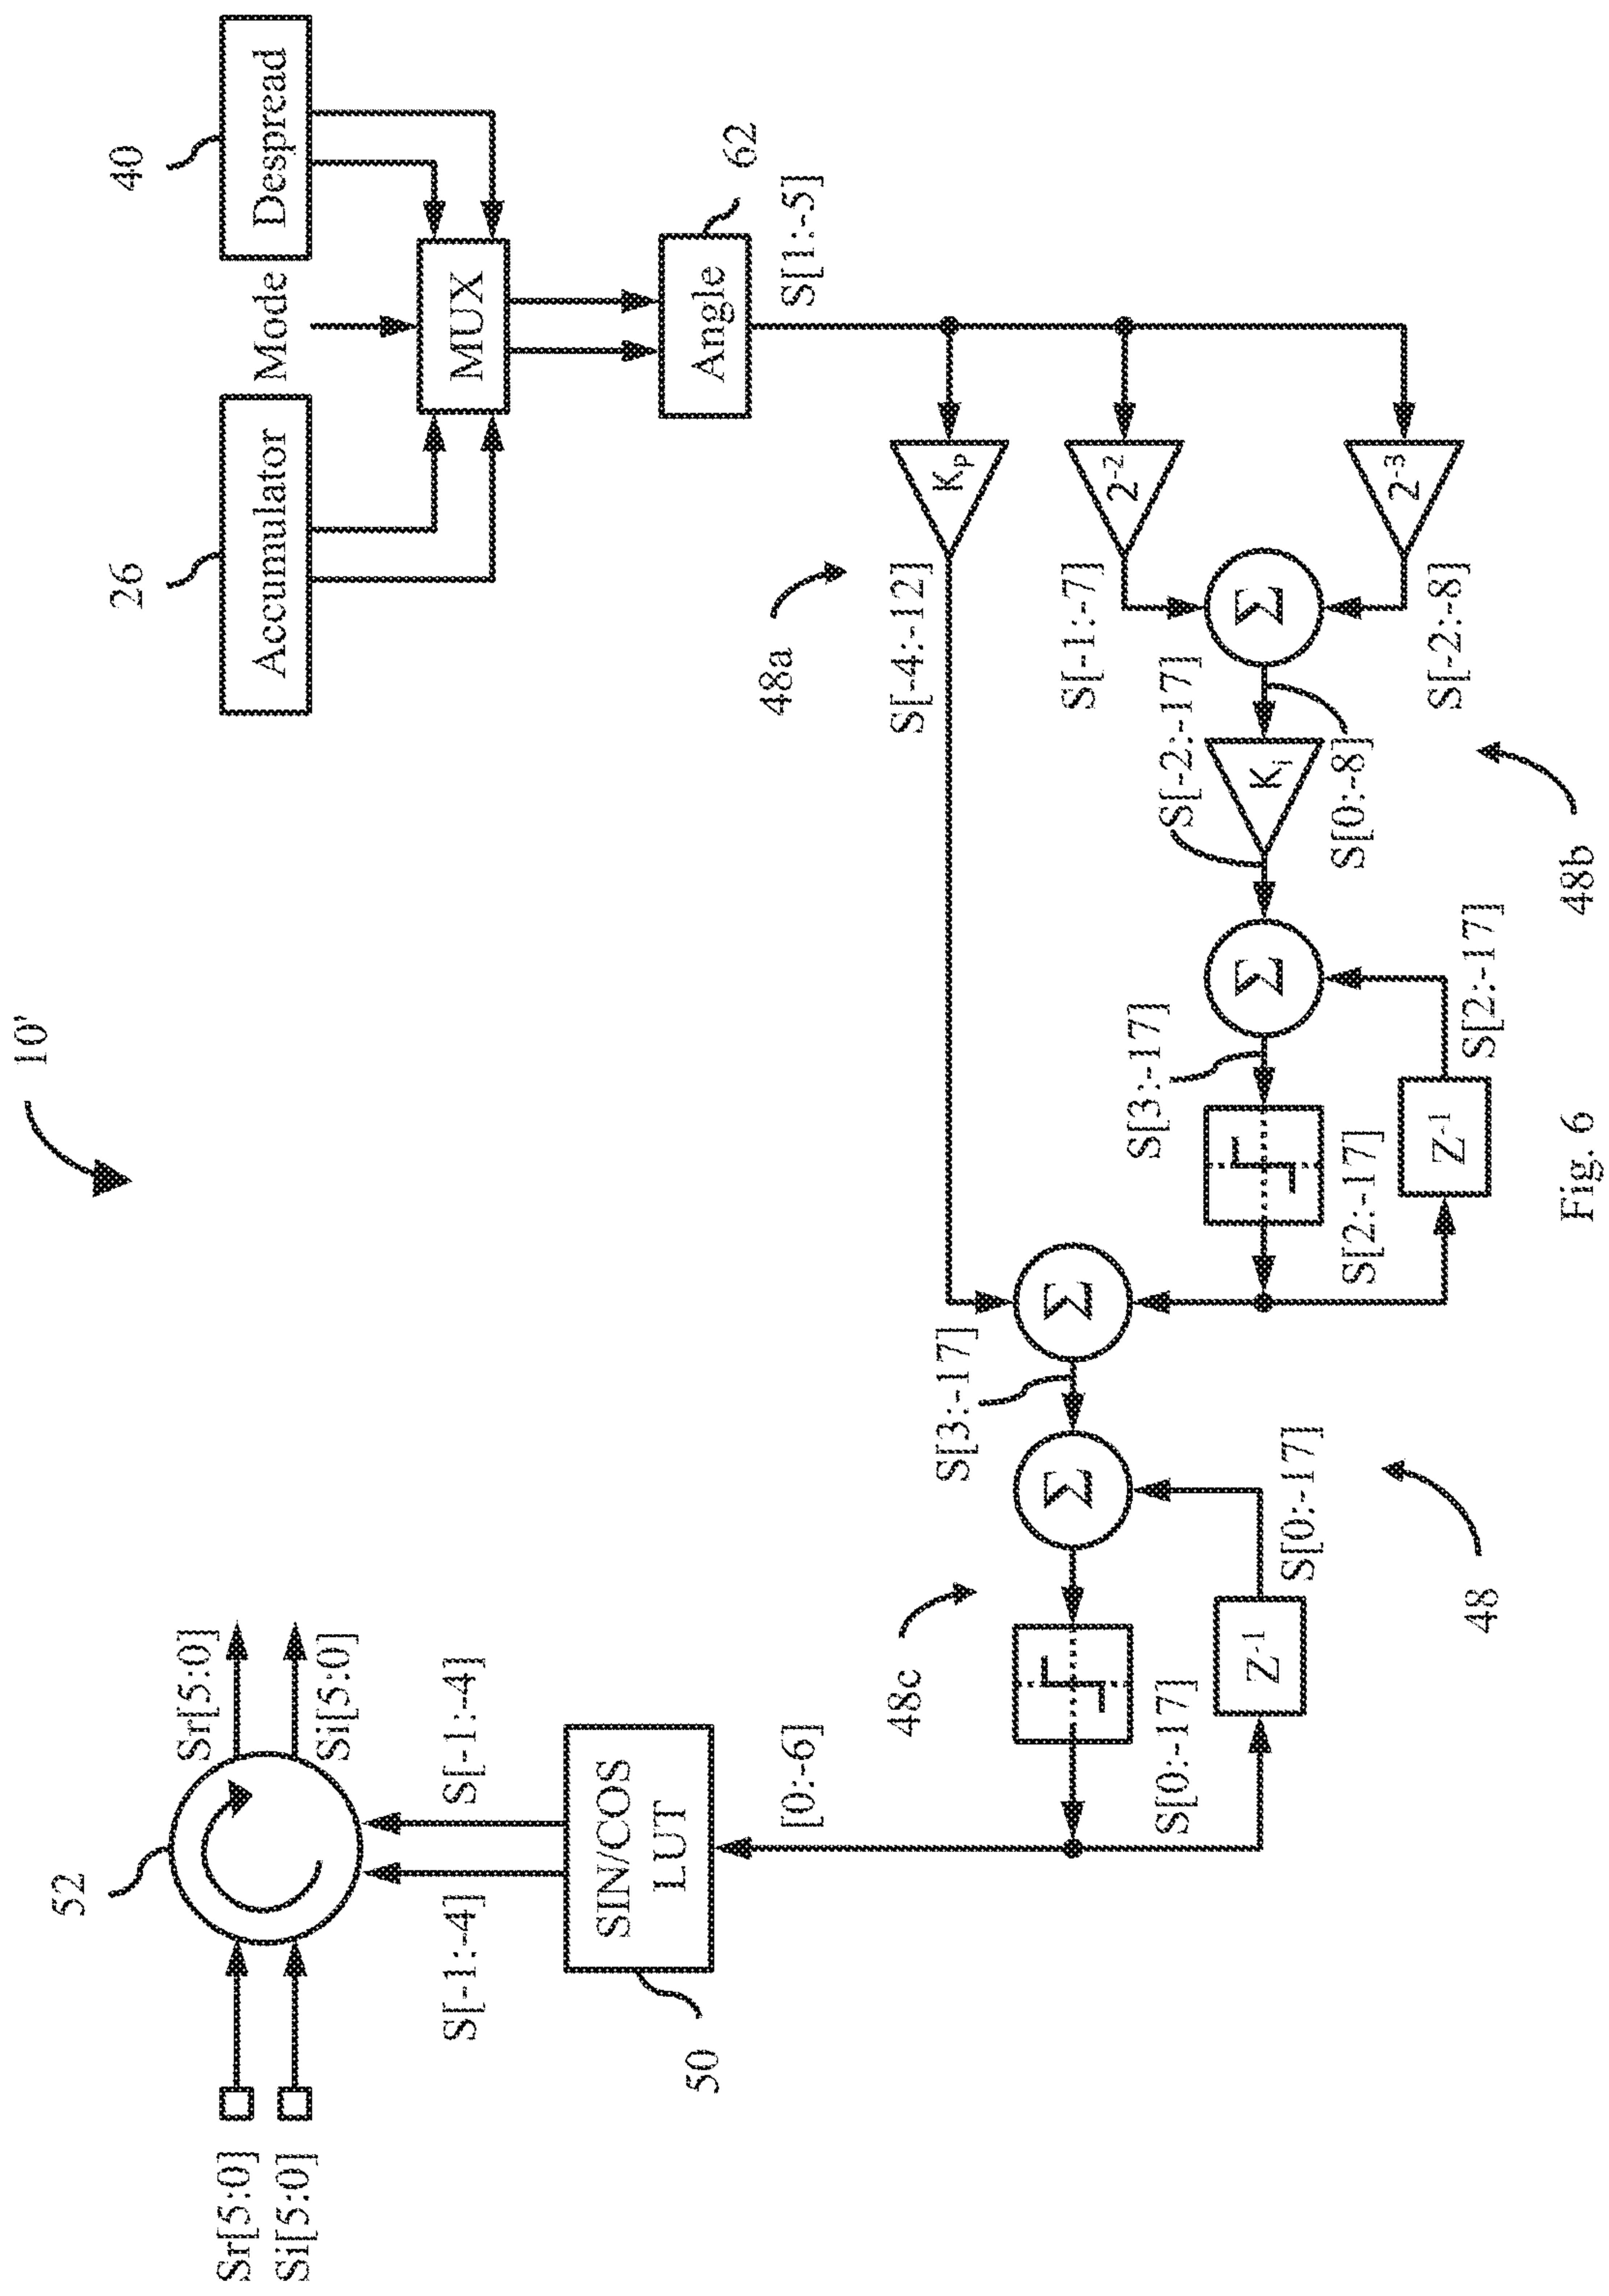 10'
Sr[5:0]
Si[5:0]
52
Sr[5:0]
Si[5:0]
S[-1:-4]
S[-1:-4]
50
SIN/COS
LUT
[0:-6]
26
Accumulator
Mode
40
Despread
MUX
Angle
62
S[1:-5]
48a
Kp
S[-4:-12]
2-2
S[-1:-7]
2-3
S[-2:-8]
Σ
S[0:-8]
Ki
S[-2:-17]
48b
Σ
S[3:-17]
S[2:-17]
Z-1
S[2:-17]
Σ
S[3:-17]
Σ
48c
S[0:-17]
Z-1
S[0:-17]
48
Fig. 6